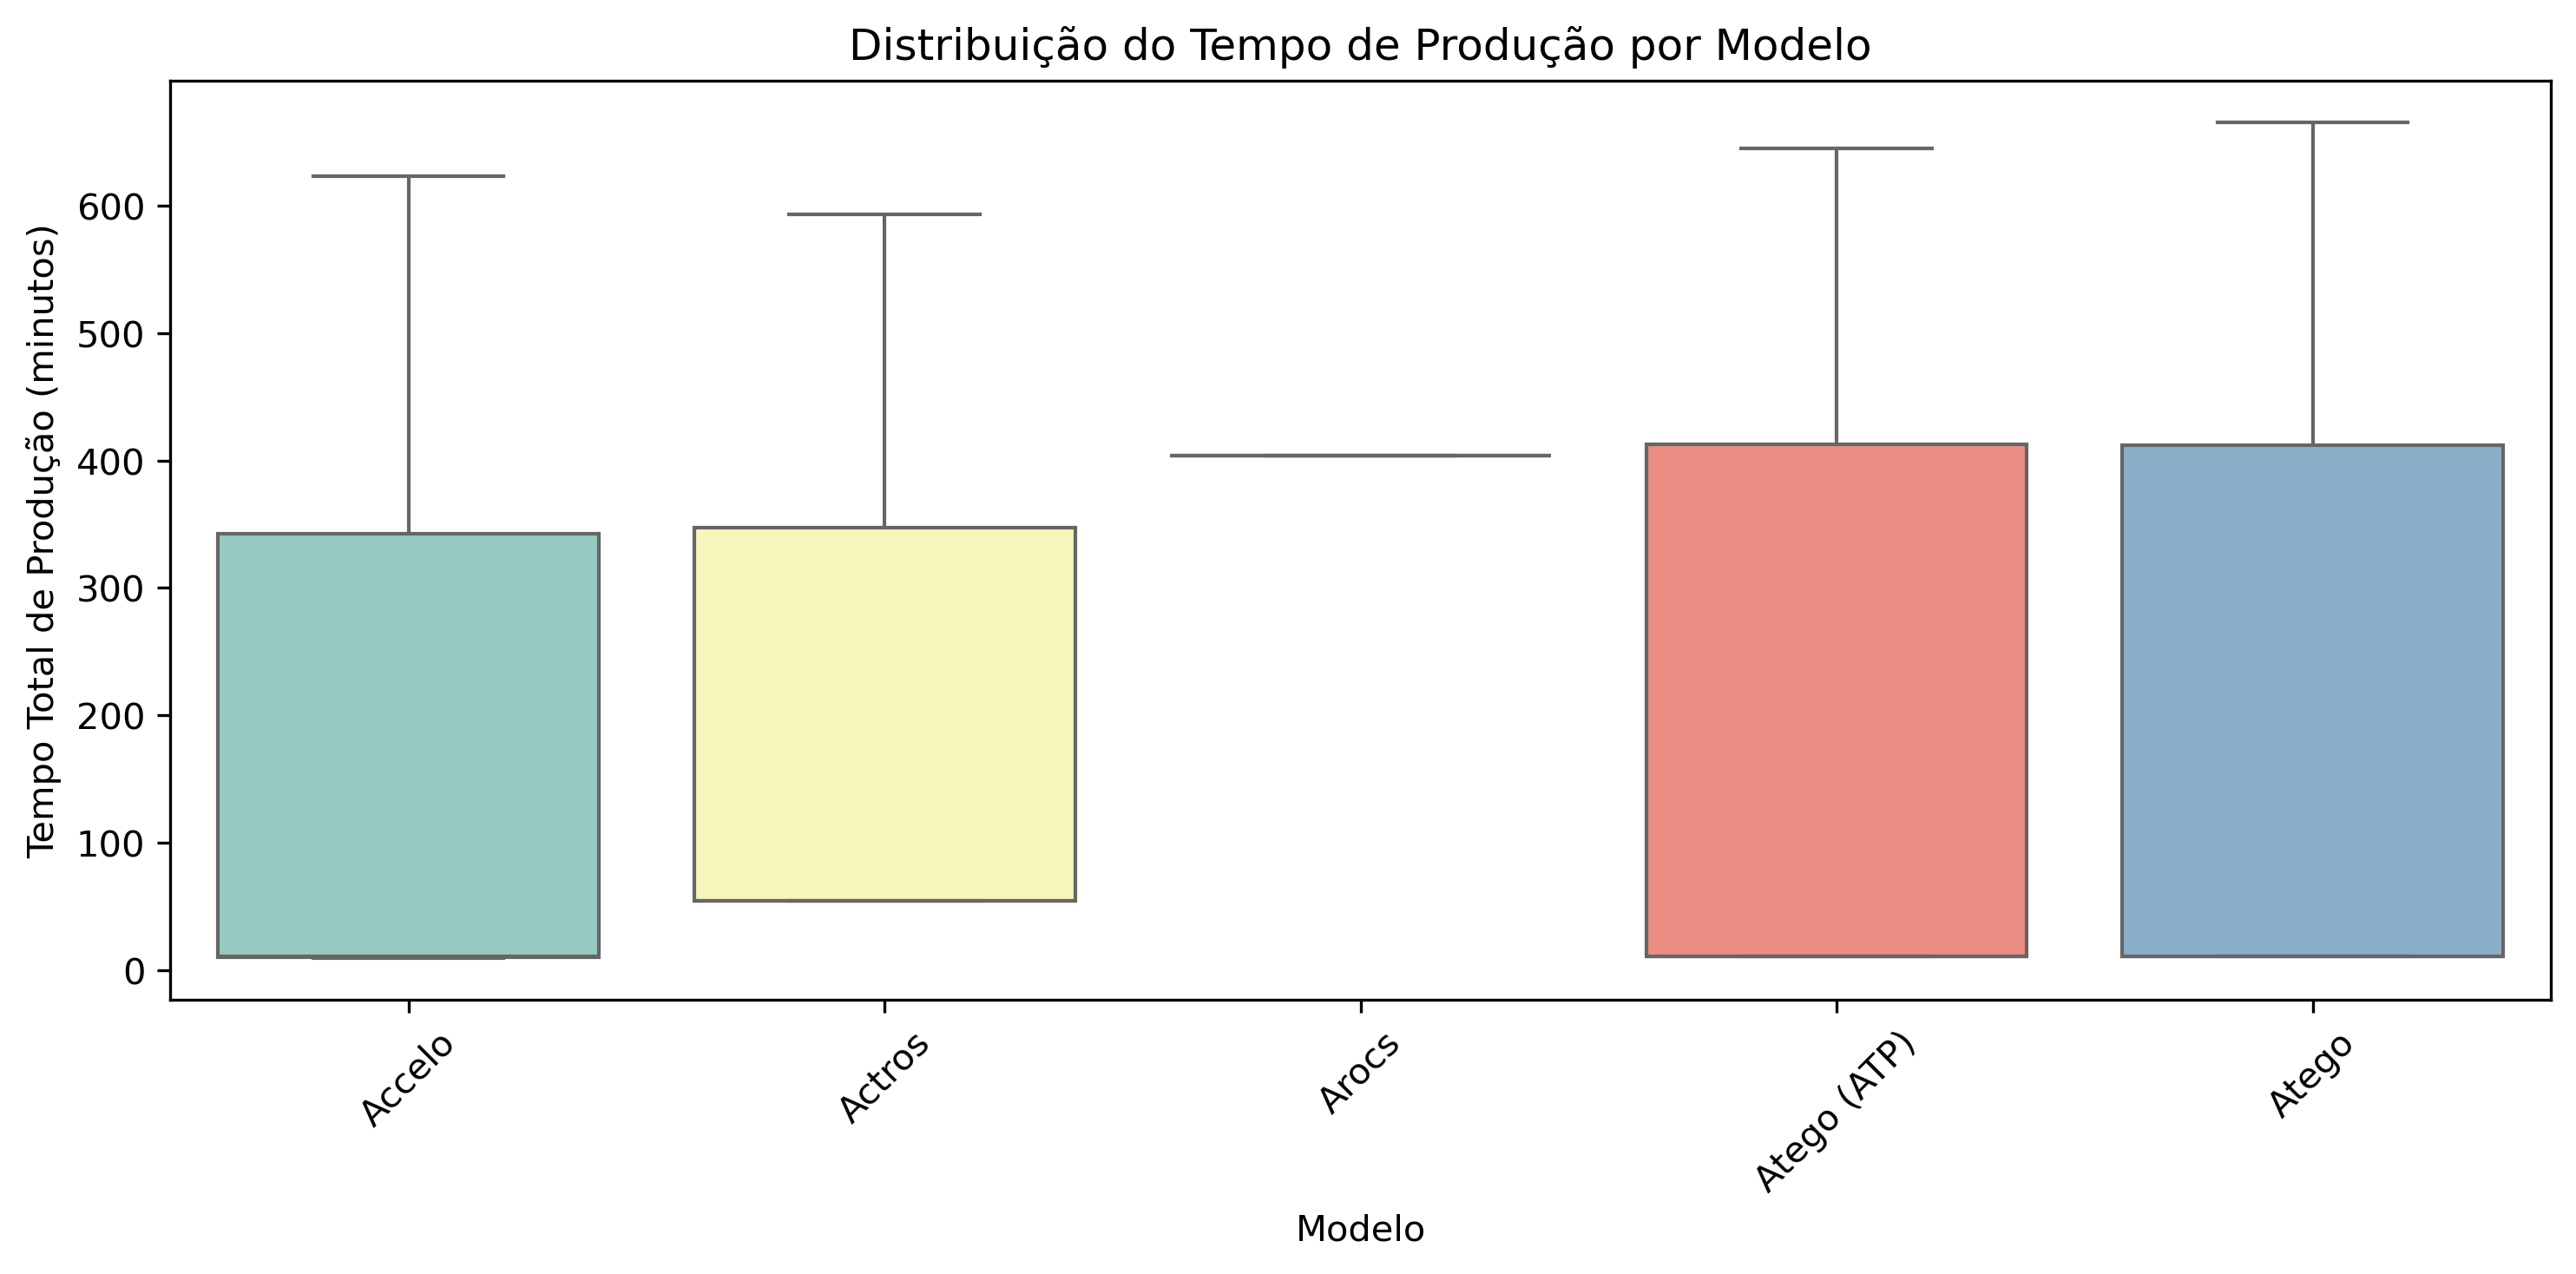 Distribuição do Tempo de Produção por Modelo
Tempo Total de Produção (minutos)
600
500
400
300
200
100
0
Accelo
Actros
Arocs
Atego (ATP)
Atego
Modelo